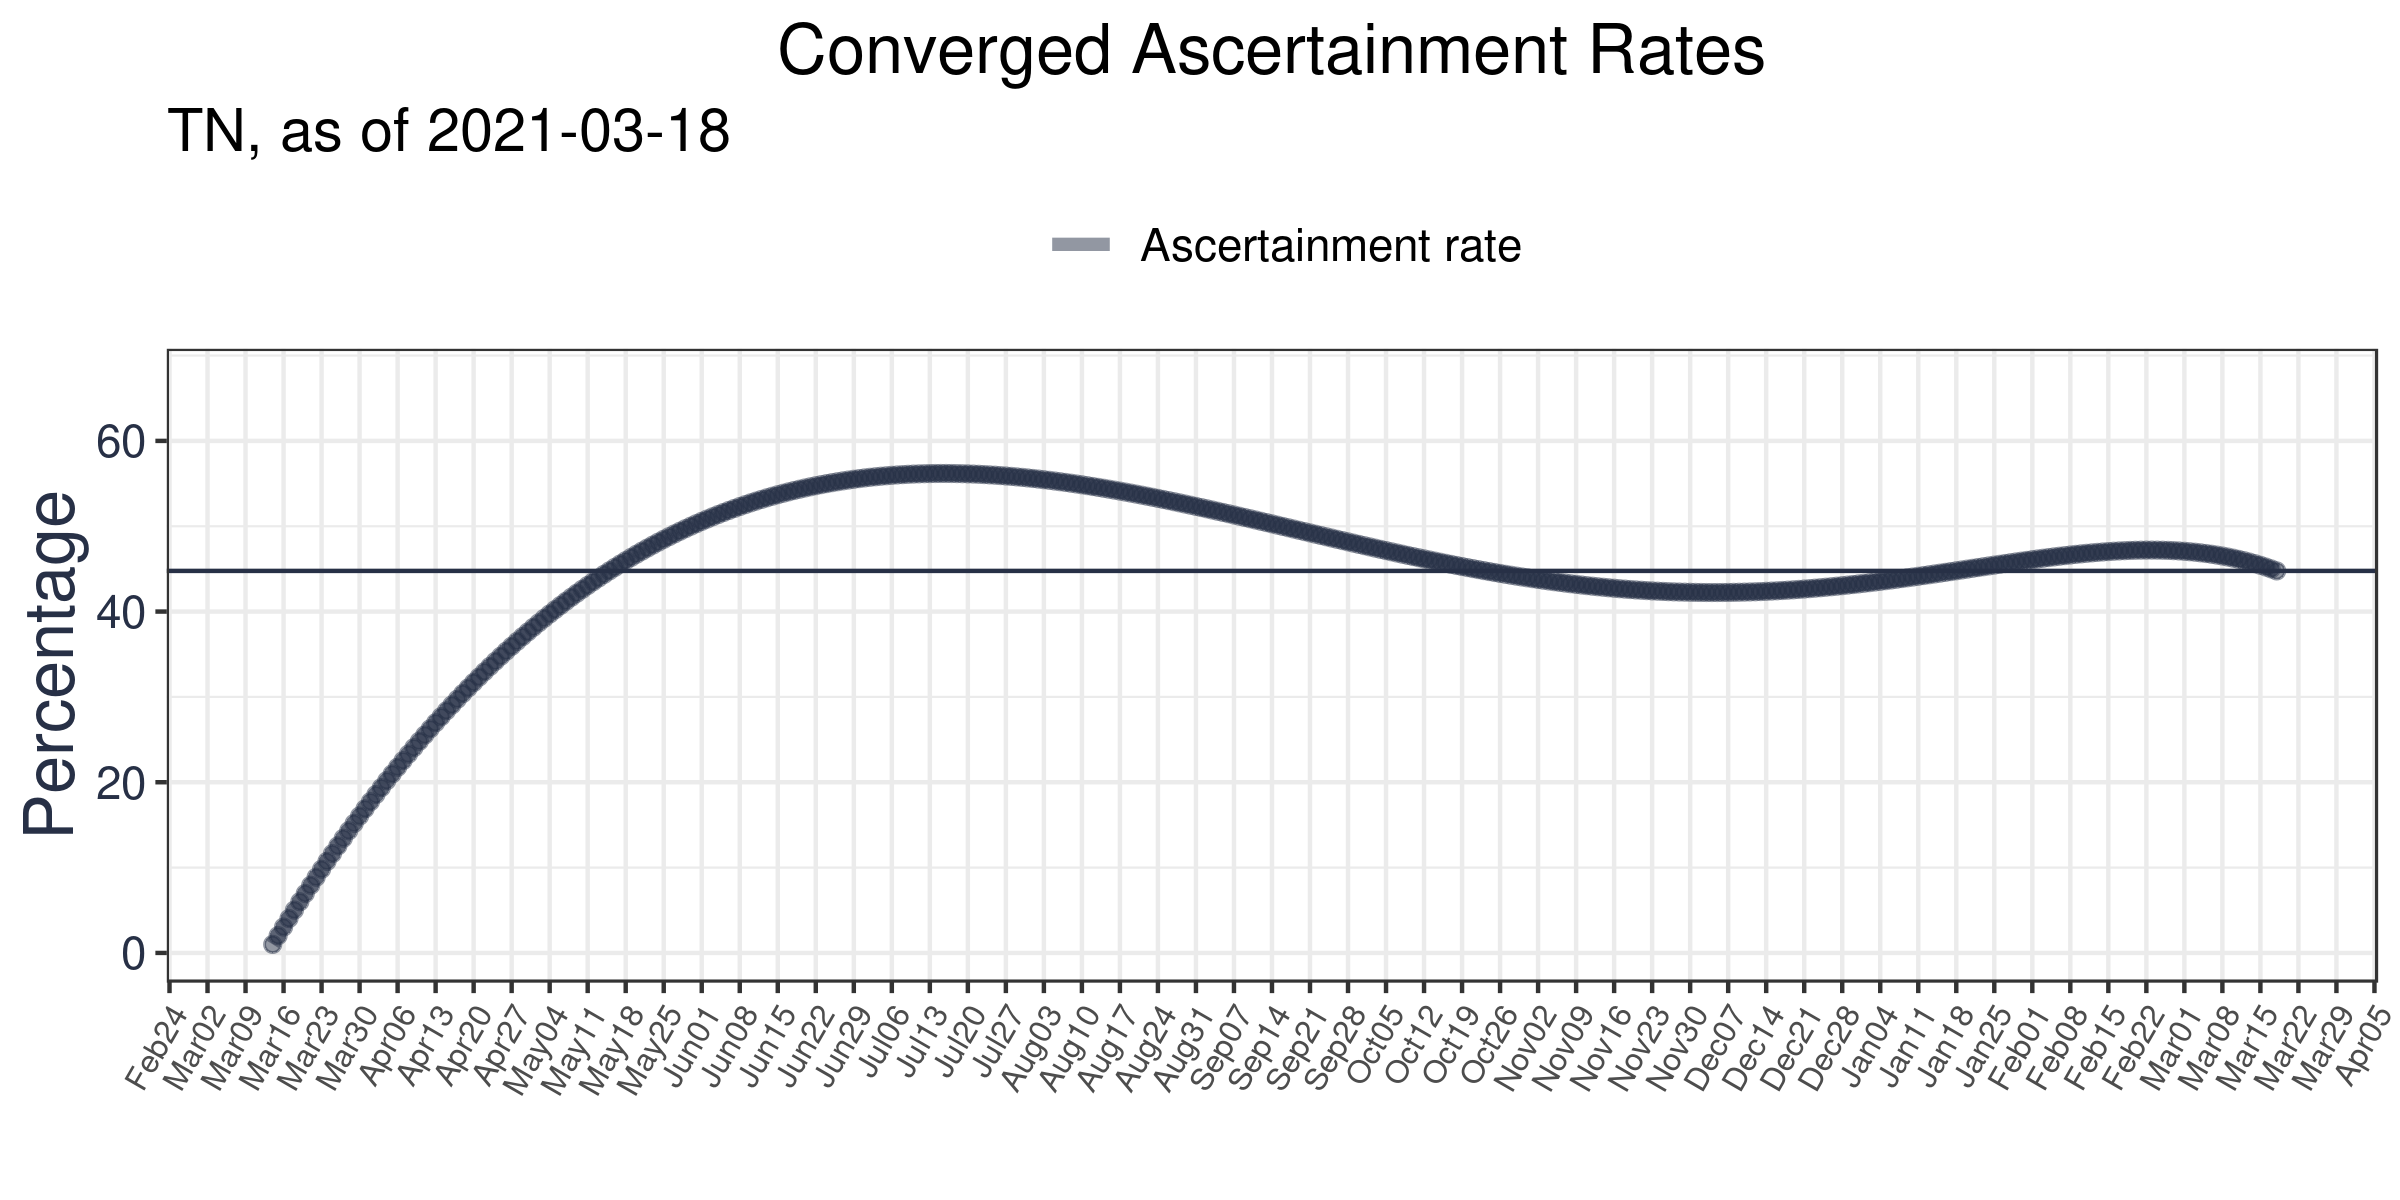 Converged Ascertainment Rates
TN, as of 2021-03-18
Ascertainment rate
Percentage
60
40
20
0
Feb24
Mar02
Mar09
Mar16
Mar23
Mar30
Apr06
Apr13
Apr20
Apr27
May04
May11
May18
May25
Jun01
Jun08
Jun15
Jun22
Jun29
Jul06
Jul13
Jul20
Jul27
Aug03
Aug10
Aug17
Aug24
Aug31
Sep07
Sep14
Sep21
Sep28
Oct05
Oct12
Oct19
Oct26
Nov02
Nov09
Nov16
Nov23
Nov30
Dec07
Dec14
Dec21
Dec28
Jan04
Jan11
Jan18
Jan25
Feb01
Feb08
Feb15
Feb22
Mar01
Mar08
Mar15
Mar22
Mar29
Apr05